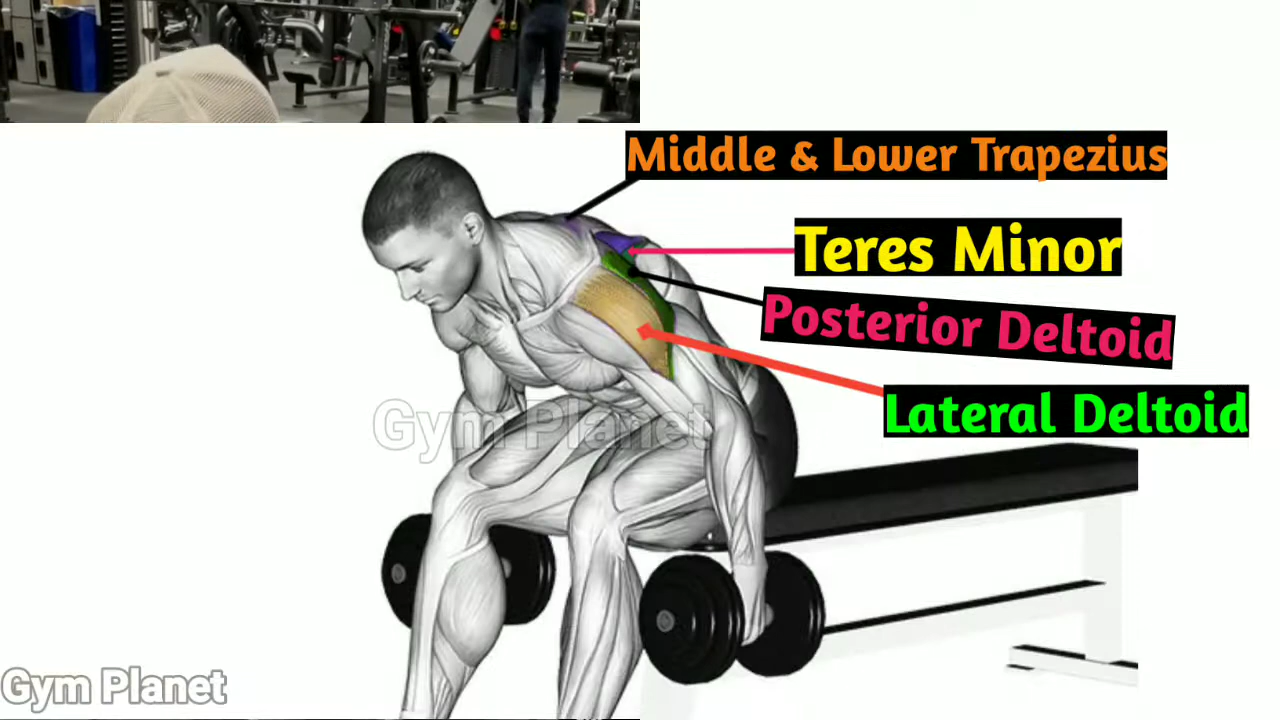 Middle & Lower Trapezius
Teres Minor
Posterior Deltoid
Lateral Deltoid
Gym Planet
Gym Planet